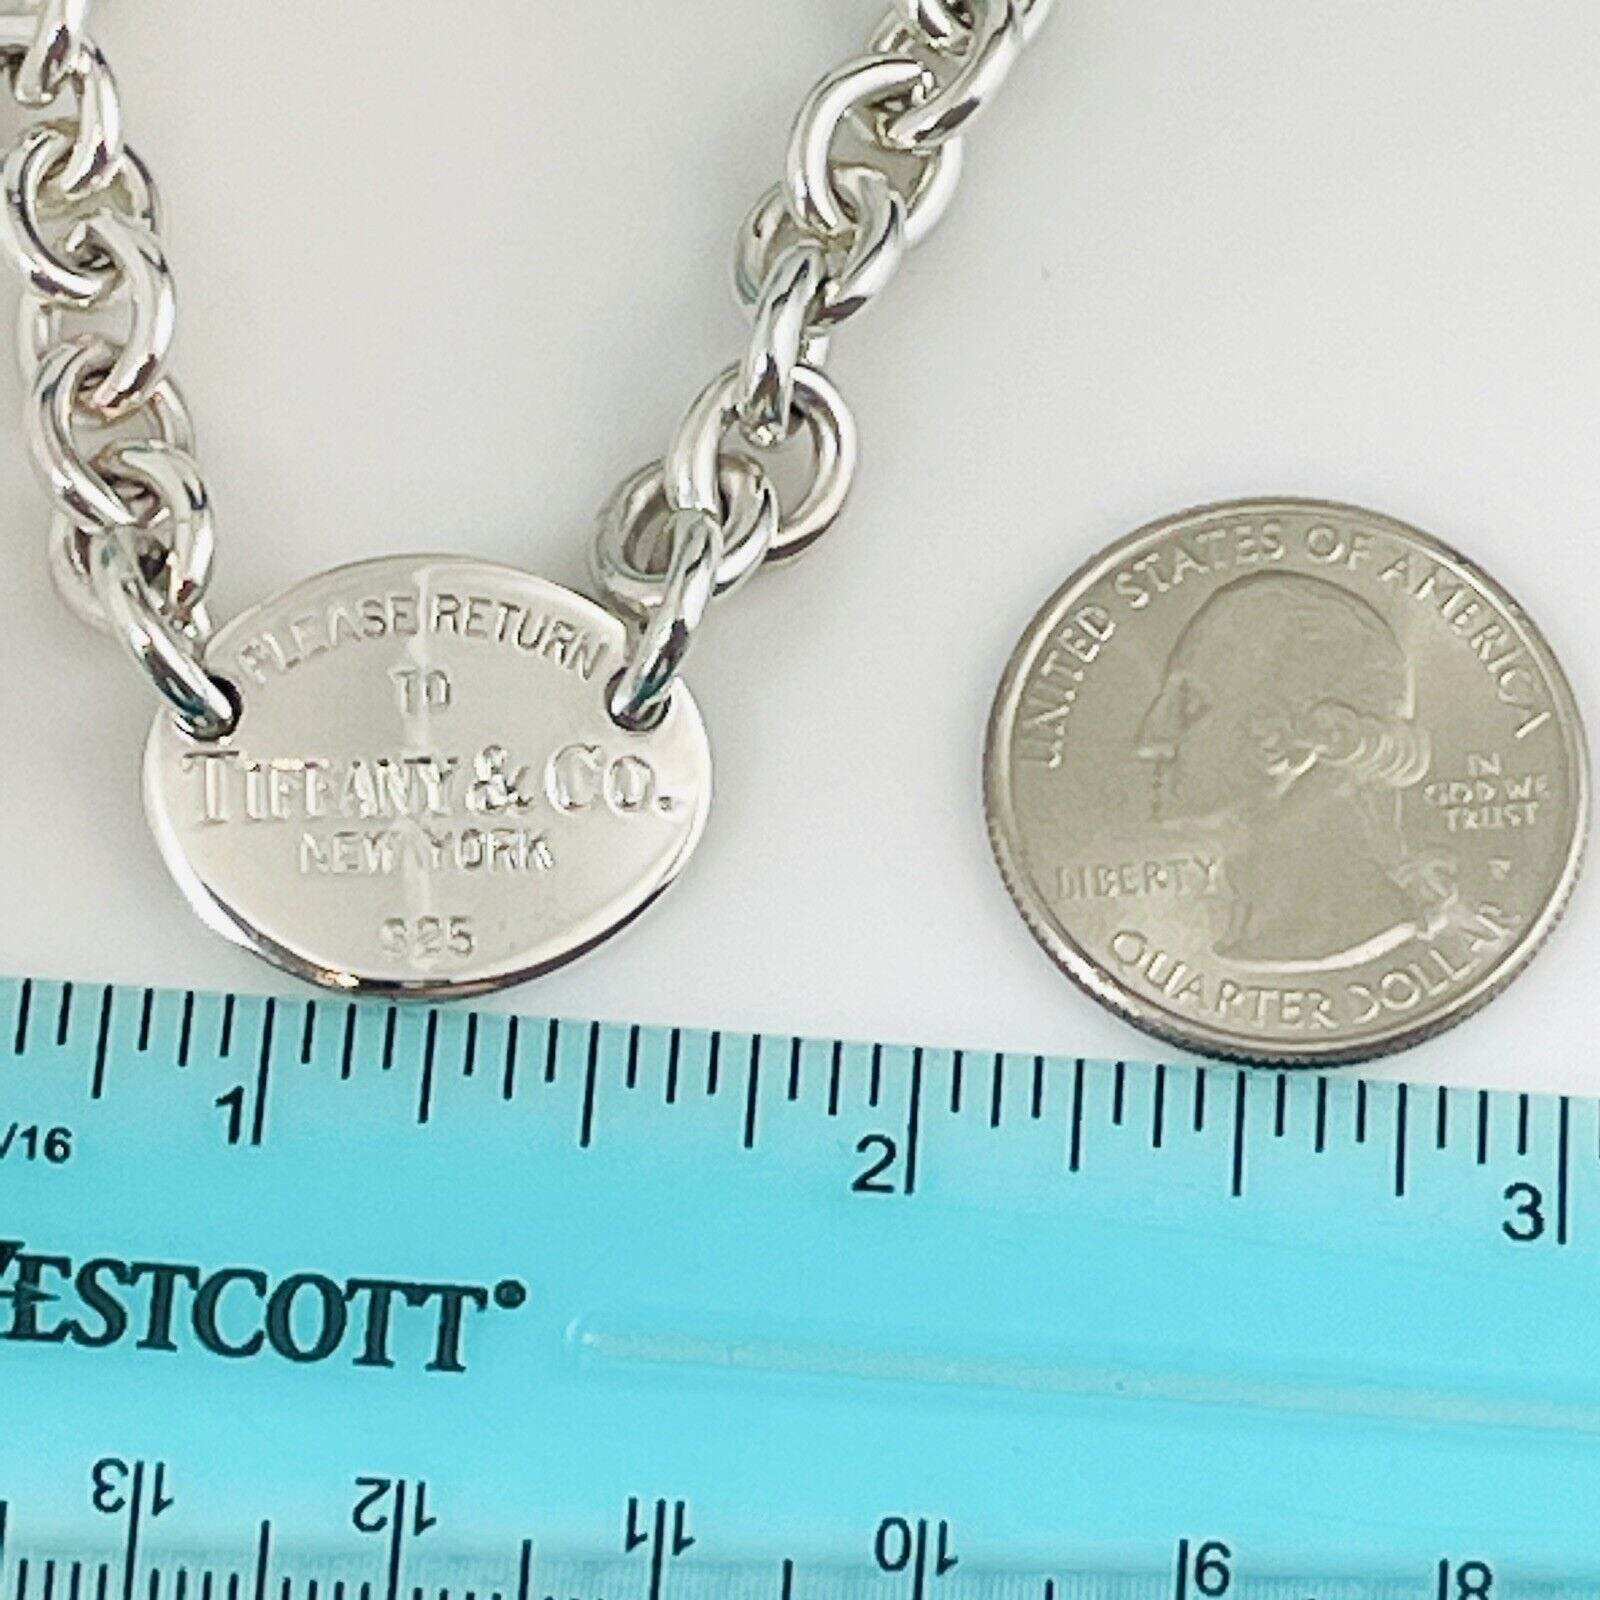 PLEASE RETURN
TO
TIFFANY & CO.
NEW YORK
925
UNITED STATES OF AMERICA
IN
GOD WE
TRUST
LIBERTY
P
QUARTER DOLLAR
1
2
3
/16
WESTCOTT®
13
12
11
10
9
8